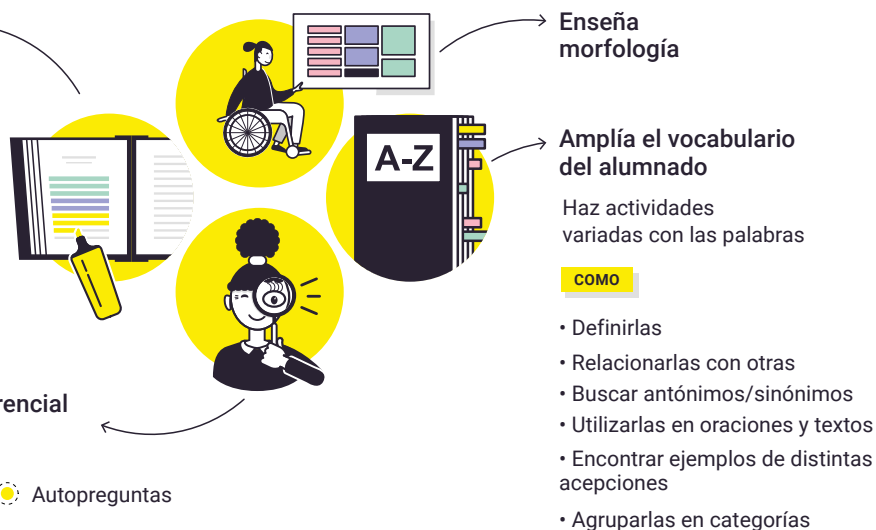 Enseña
morfología
A-Z
Amplía el vocabulario
del alumnado
Haz actividades
variadas con las palabras
COMO
• Definirlas
• Relacionarlas con otras
• Buscar antónimos/sinónimos
• Utilizarlas en oraciones y textos
• Encontrar ejemplos de distintas
acepciones
• Agruparlas en categorías
rencial
Autopreguntas